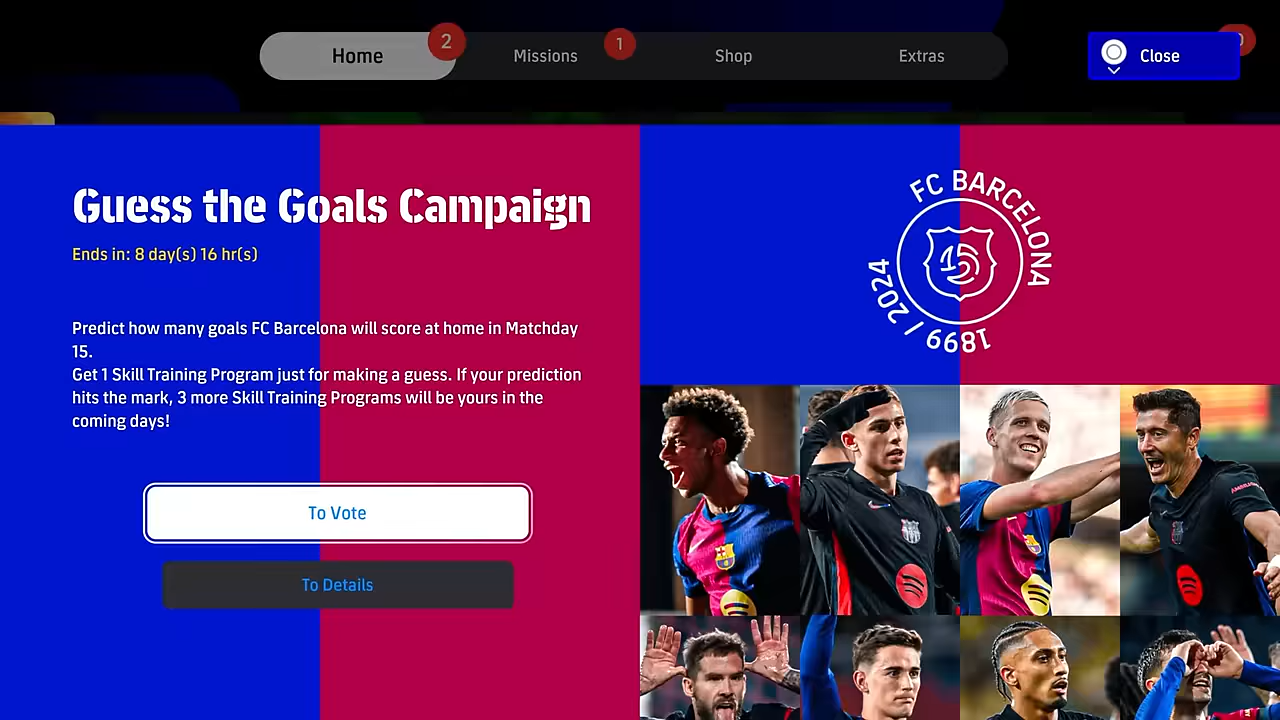 Home
2
Missions
1
Shop
Extras
Close
Guess the Goals Campaign
Ends in: 8 day(s) 16 hr(s)
Predict how many goals FC Barcelona will score at home in Matchday
15.
Get 1 Skill Training Program just for making a guess. If your prediction
hits the mark, 3 more Skill Training Programs will be yours in the
coming days!
To Vote
To Details
FC BARCELONA
125
1899 / 2024